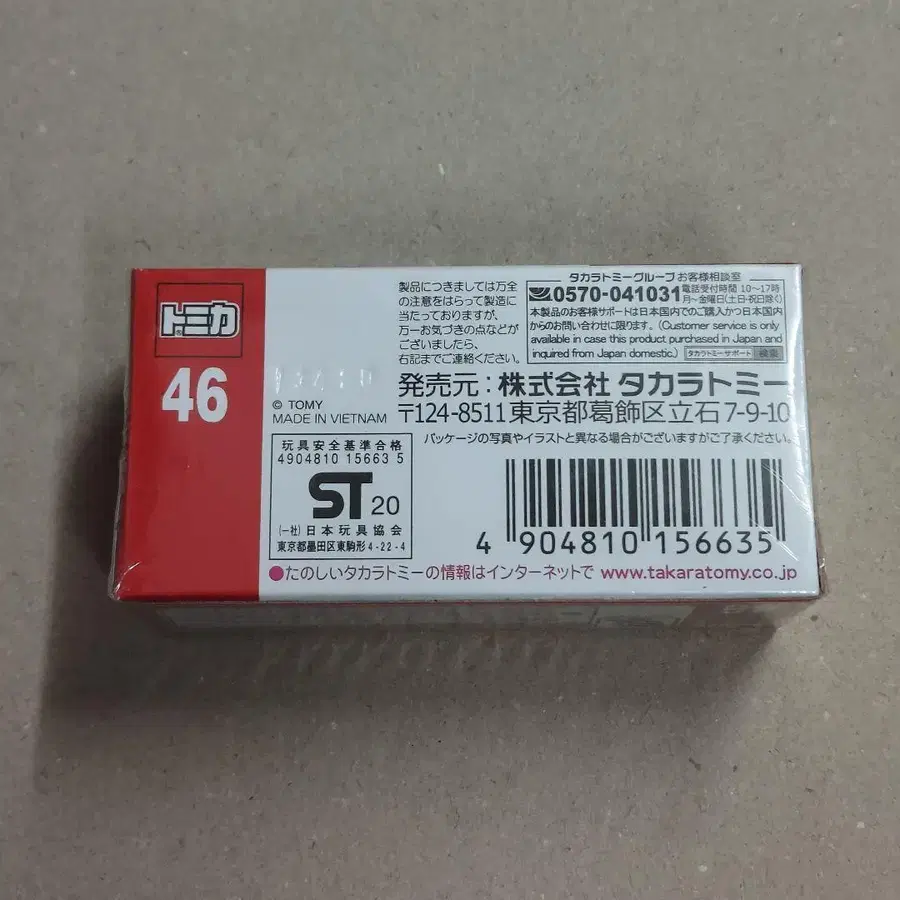 トミカ
46
© TOMY
MADE IN VIETNAM
製品につきましては万全
の注意をはらって製造に
当たっておりますが、
万一お気づきの点などが
ございましたら、
右記までご連絡ください。
タカラトミーグループ お客様相談室
0570-041031 電話受付時間 10〜17時
月〜金曜日(土・日・祝日除く)
本製品のお客様サポートは日本国内でのご購入かつ日本国内
からのお問い合わせに限ります。(Customer service is only
available in case this product purchased in Japan and
inquired from Japan domestic.) タカラトミーサポート 検索
発売元:株式会社 タカラトミー
〒124-8511東京都葛飾区立石7-9-10
パッケージの写真やイラストと異なる場合がございますがご了承ください。
玩具安全基準合格
4904810 15663 5
ST 20
(一社)日本玩具協会
東京都墨田区東駒形4-22-4
4 904810 156635
●たのしいタカラトミーの情報はインターネットで www.takaratomy.co.jp